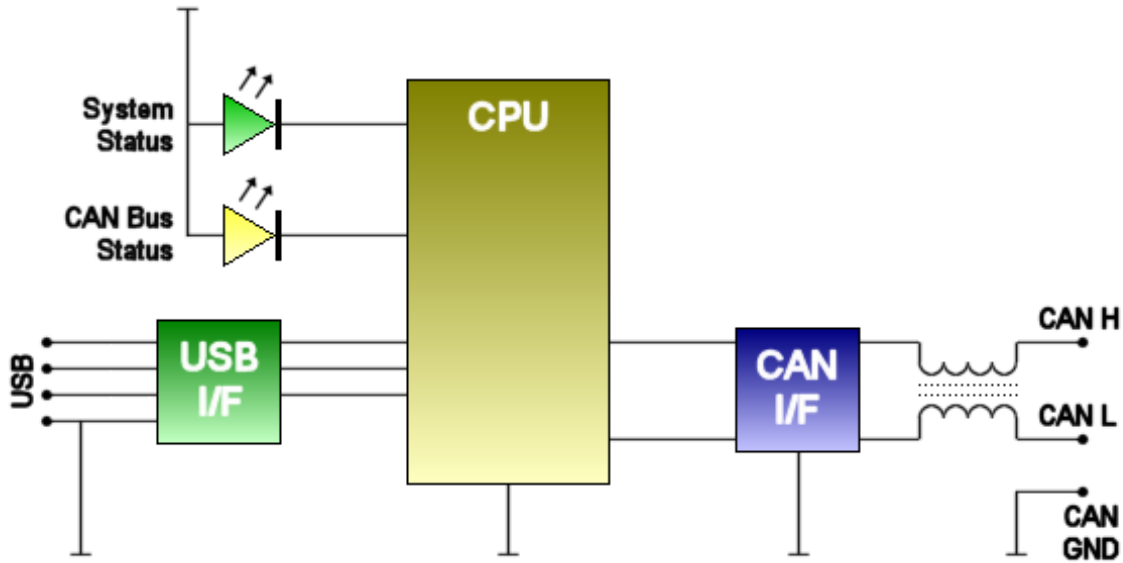 System
Status
CPU
CAN Bus
Status
USB
USB
I/F
CAN
I/F
CAN H
CAN L
CAN
GND